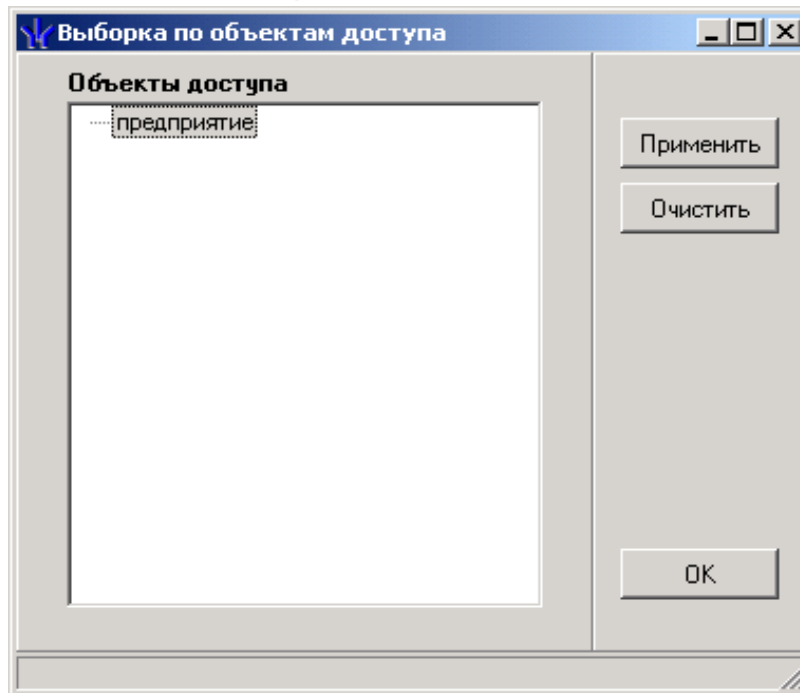 Выборка по объектам доступа
Объекты доступа
предприятие
Применить
Очистить
OK